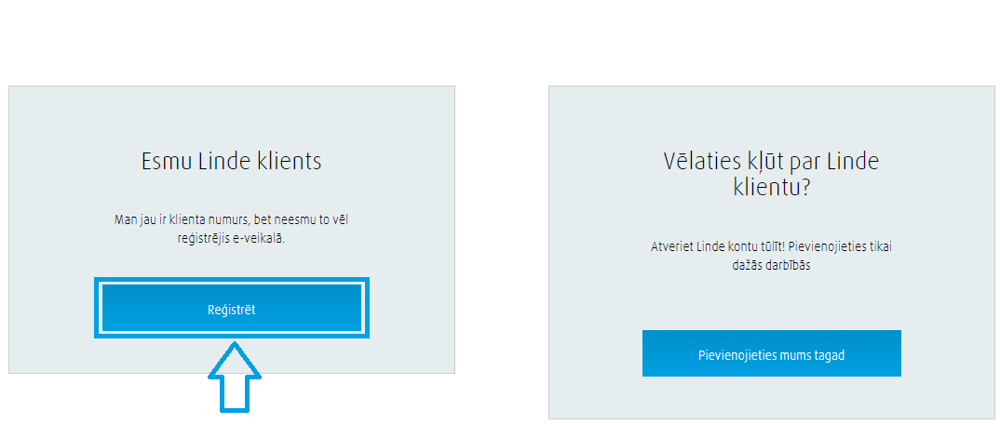 Esmu Linde klients
Man jau ir klienta numurs, bet neesmu to vēl
reģistrējis e-veikalā.
Reģistrēt
Vēlaties kļūt par Linde
klientu?
Atveriet Linde kontu tūlīt! Pievienojieties tikai
dažās darbībās
Pievienojieties mums tagad